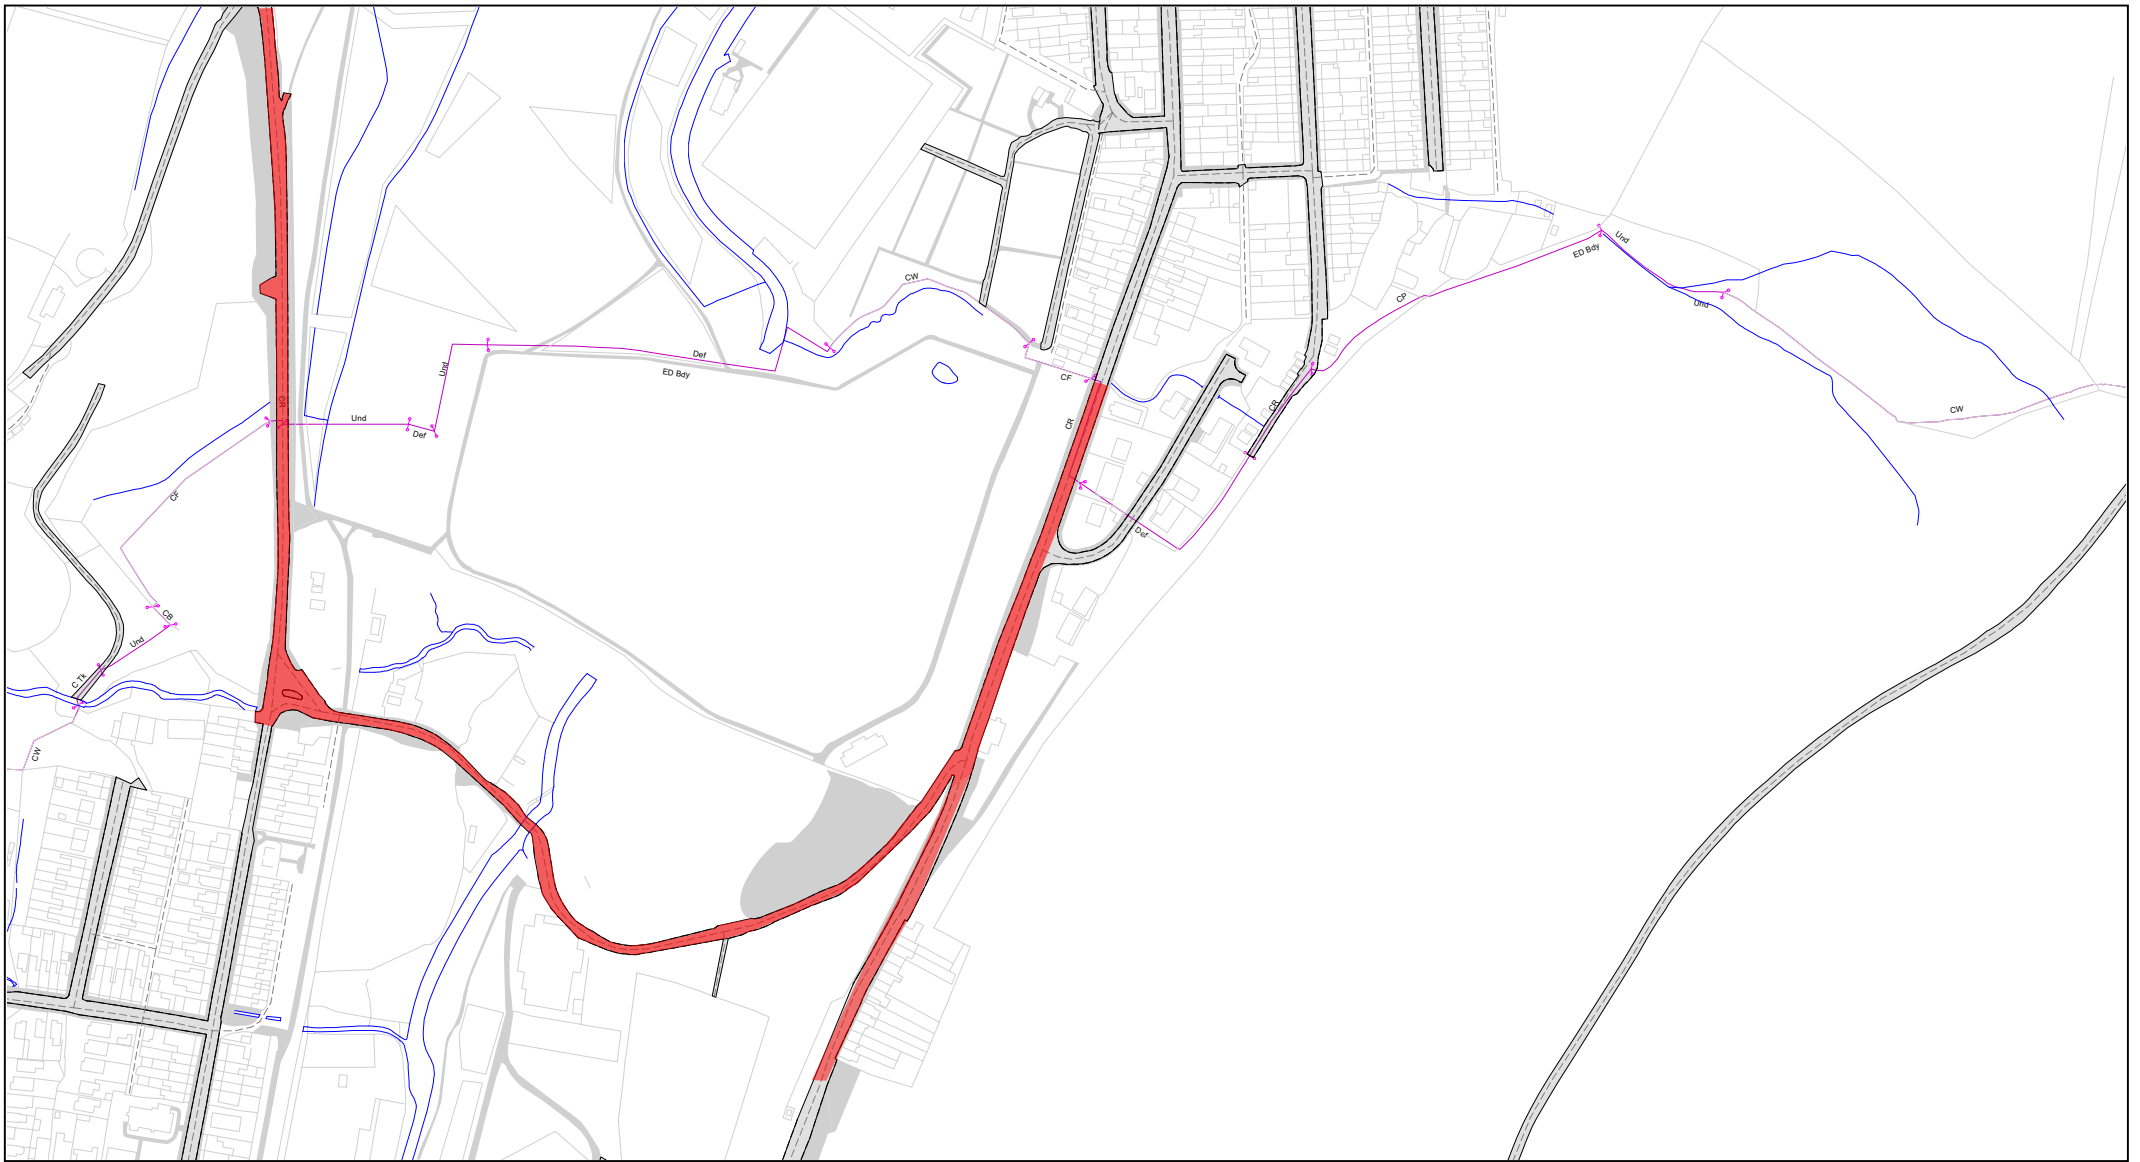 Und
ED Bdy
CW
CP
Und
Def
Und
ED Bdy
CF
CR
CR
CR
CW
Und
Def
CF
Def
CB
Und
C Tk
CW